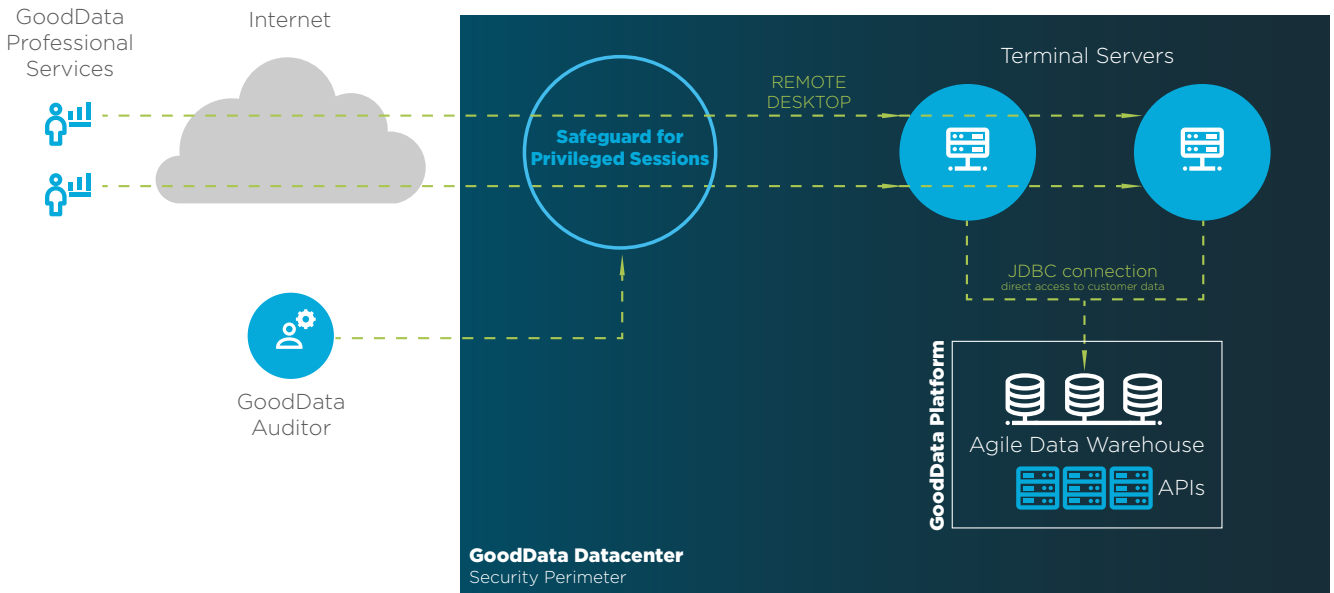 GoodData
Professional
Services
Internet
REMOTE
DESKTOP
Terminal Servers
Safeguard for
Privileged Sessions
JDBC connection
direct access to customer data
GoodData
Auditor
GoodData Platform
Agile Data Warehouse
APIs
GoodData Datacenter
Security Perimeter